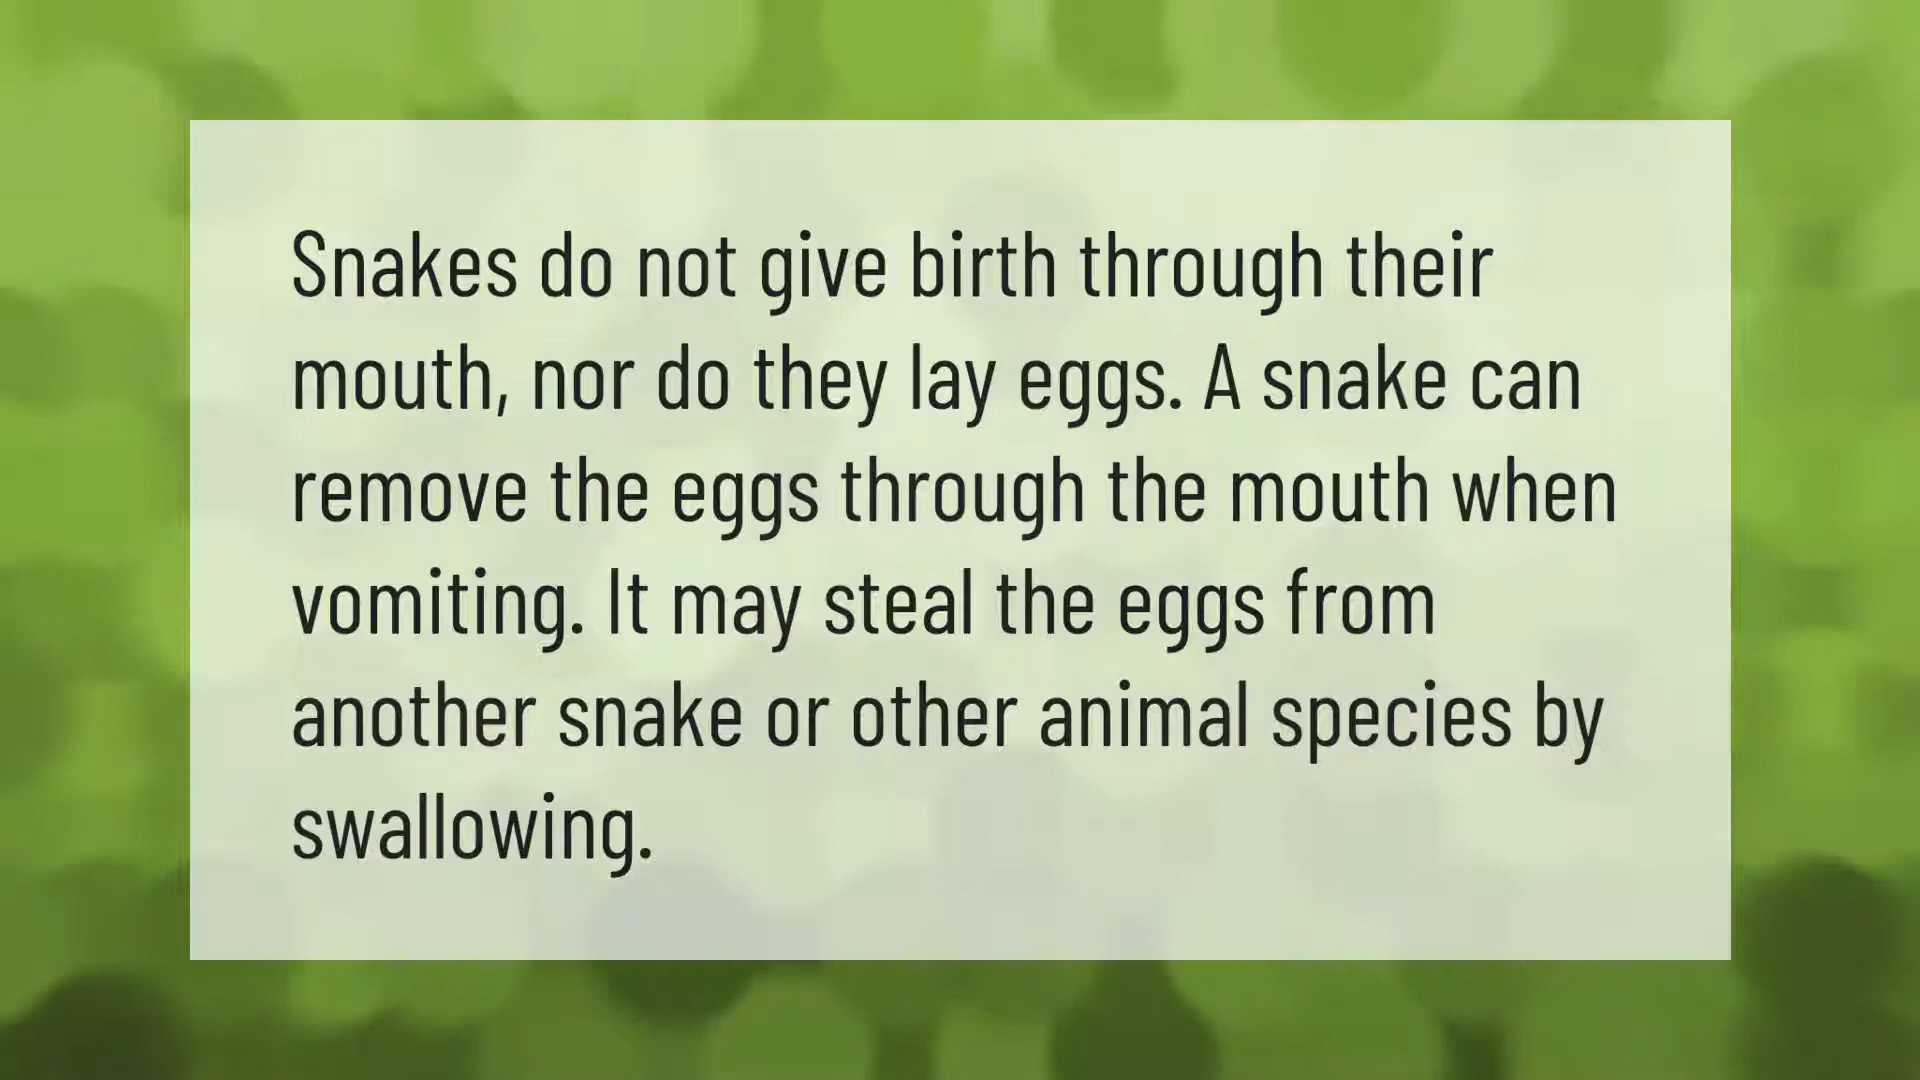 Snakes do not give birth through their
mouth, nor do they lay eggs. A snake can
remove the eggs through the mouth when
vomiting. It may steal the eggs from
another snake or other animal species by
swallowing.